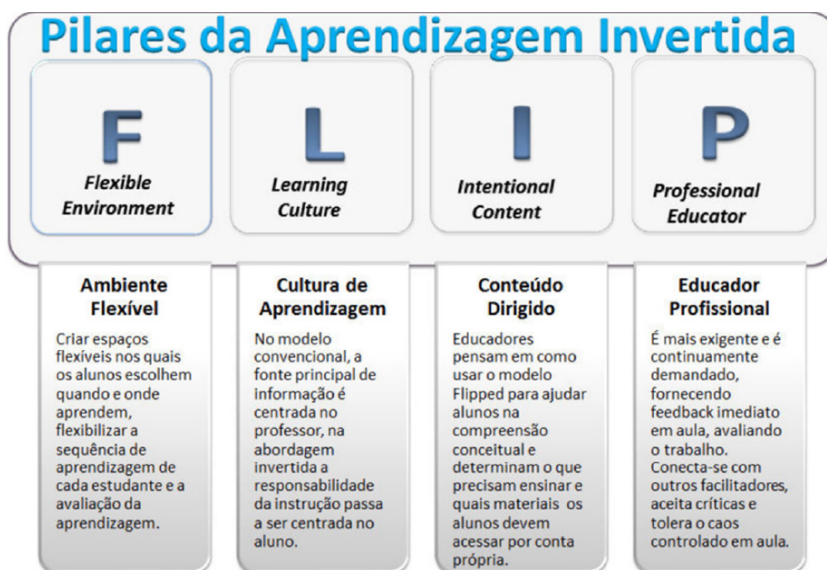 Pilares da Aprendizagem Invertida
F
Flexible
Environment
L
Learning
Culture
I
Intentional
Content
P
Professional
Educator
Ambiente
Flexível
Criar espaços
flexíveis nos quais
os alunos escolhem
quando e onde
aprendem,
flexibilizar a
sequência de
aprendizagem de
cada estudante e a
avaliação da
aprendizagem.
Cultura de
Aprendizagem
No modelo
convencional, a
fonte principal de
informação é
centrada no
professor, na
abordagem
invertida a
responsabilidade
da instrução passa
a ser centrada no
aluno.
Conteúdo
Dirigido
Educadores
pensam em como
usar o modelo
Flipped para ajudar
alunos na
compreensão
conceitual e
determinam o que
precisam ensinar e
quais materiais os
alunos devem
acessar por conta
própria.
Educador
Profissional
É mais exigente e é
continuamente
demandado,
fornecendo
feedback imediato
em aula, avaliando
o trabalho.
Conecta-se com
outros facilitadores,
aceita críticas e
tolera o caos
controlado em aula.